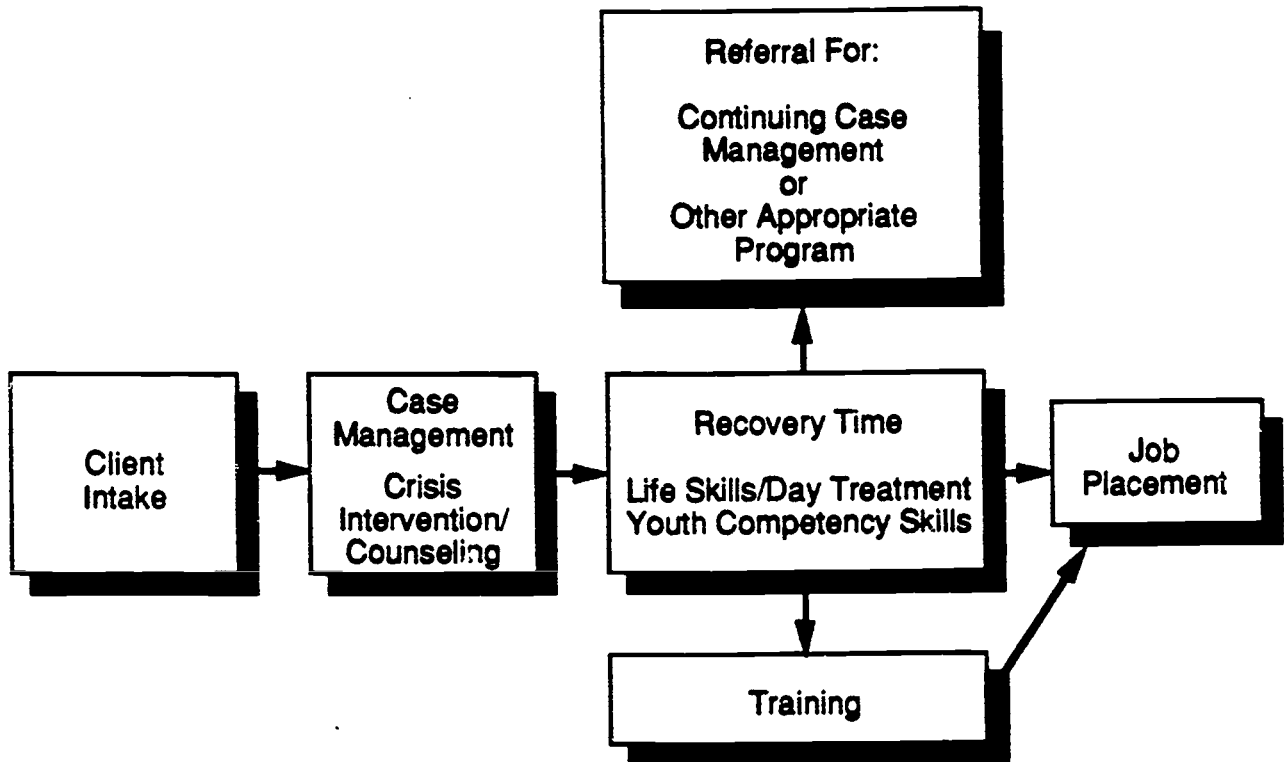 Referral For:
Continuing Case
Management
or
Other Appropriate
Program
Client
Intake
Case
Management
Crisis
Intervention/
Counseling
Recovery Time
Life Skills/Day Treatment
Youth Competency Skills
Job
Placement
Training